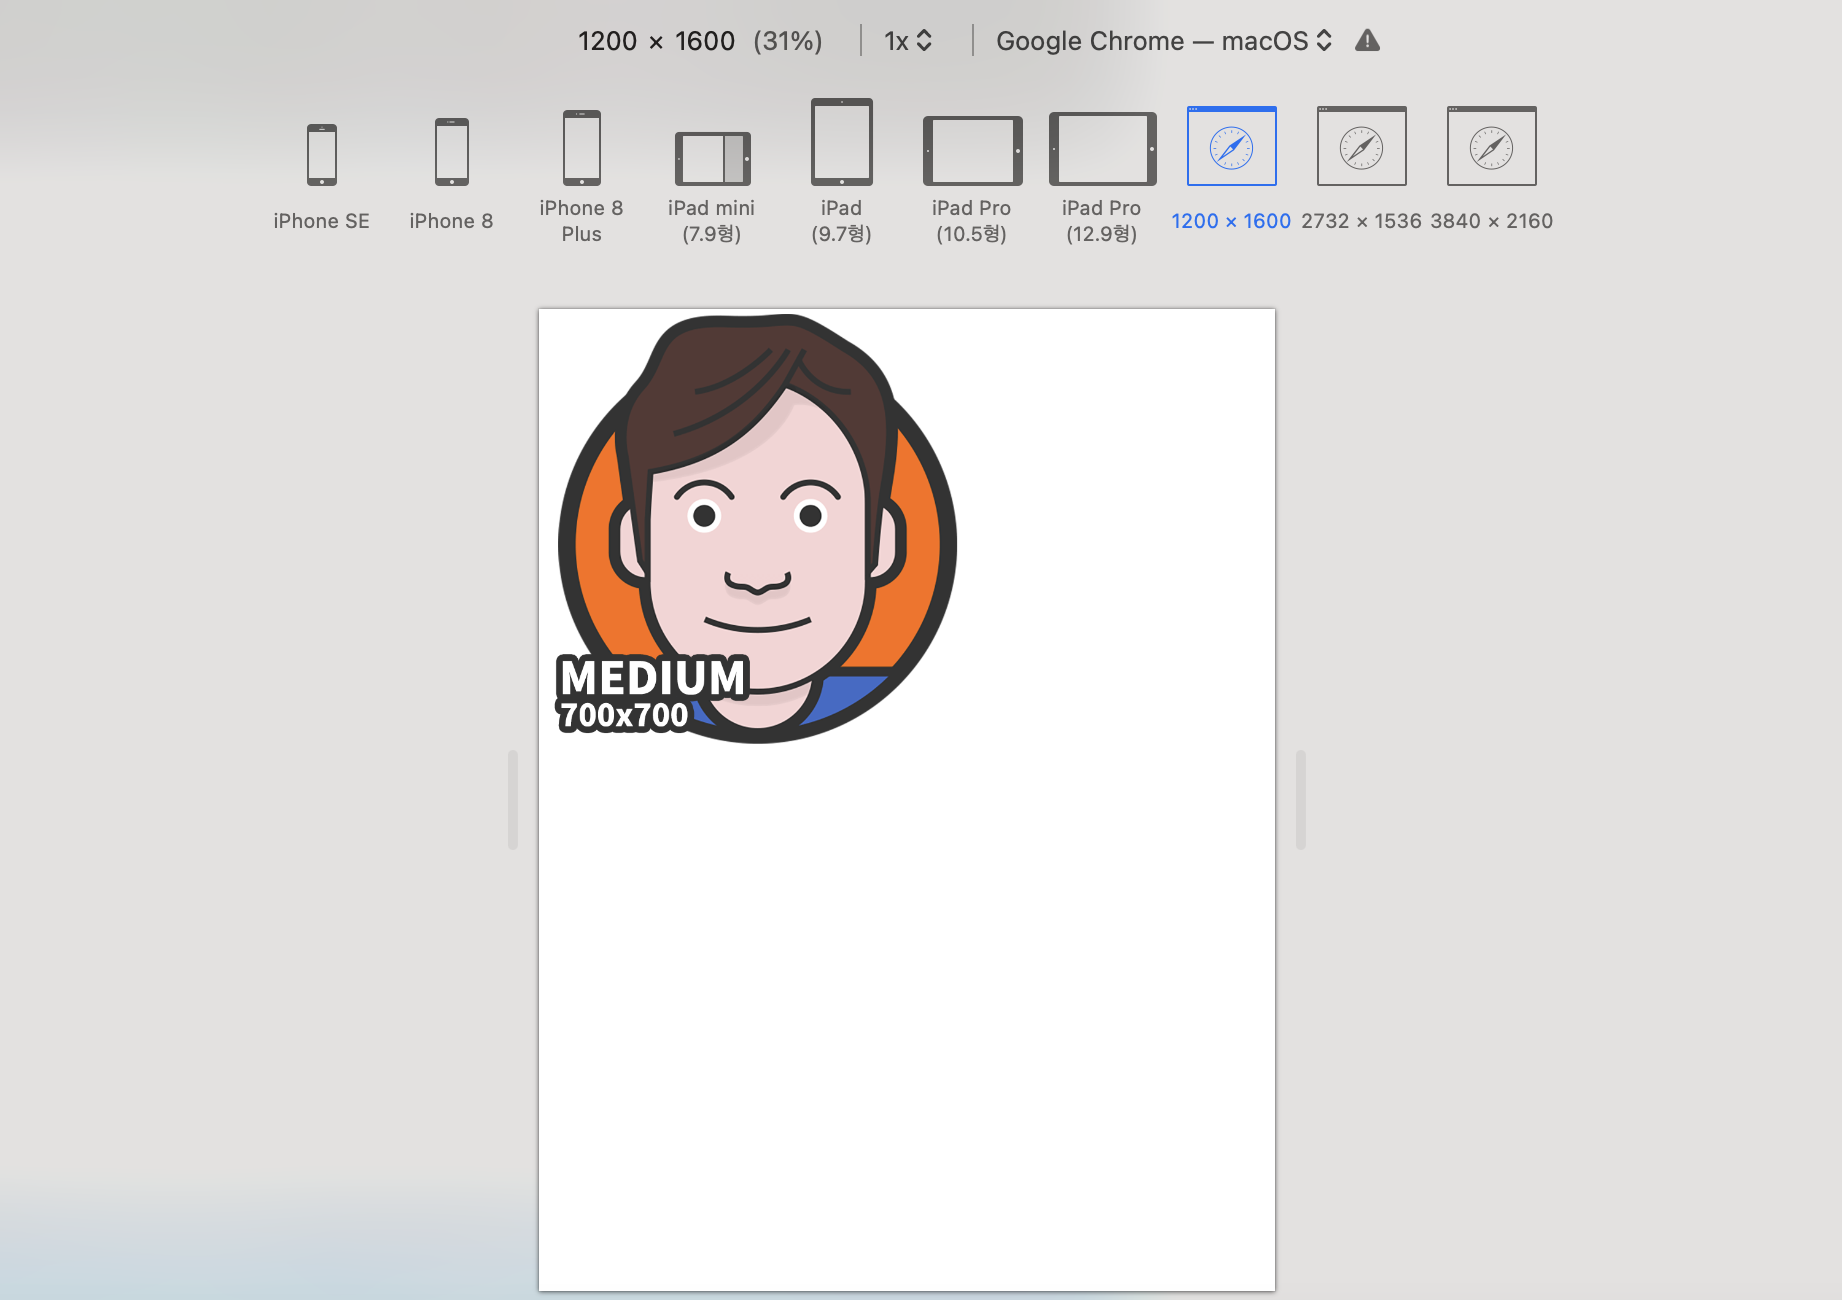 1200 × 1600 (31%) 1x Google Chrome — macOS
iPhone SE
iPhone 8
iPhone 8
Plus
iPad mini
(7.9형)
iPad
(9.7형)
iPad Pro
(10.5형)
iPad Pro
(12.9형)
1200 × 1600
2732 × 1536
3840 × 2160
MEDIUM
700x700